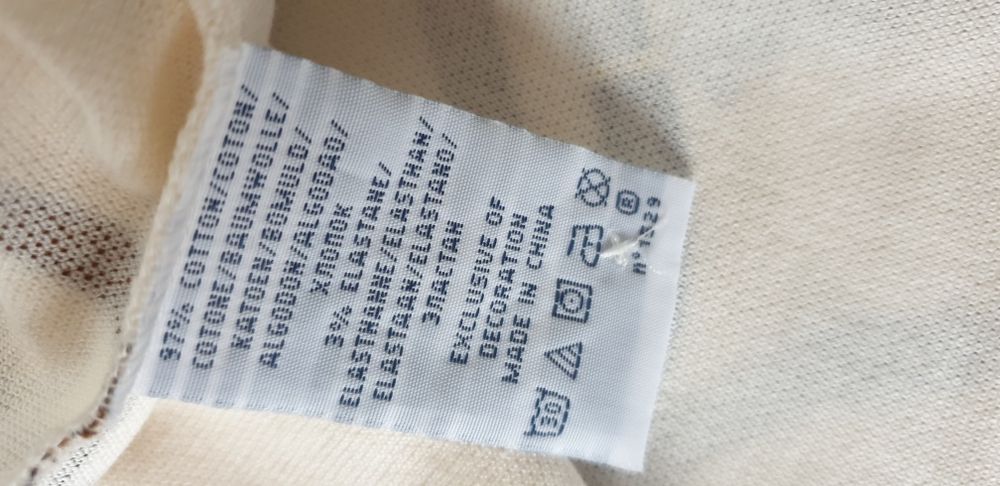 97% COTTON/COTON/
COTONE/BAUMWOLLE/
KATOEN/BOMULD/
ALGODON/ALGODAO/
ХЛОПОК
3% ELASTANE/
ELASTHANNE/ELASTHAN/
ELASTAAN/ELASTANO/
ЭЛАСТАН
EXCLUSIVE OF
DECORATION
MADE IN CHINA
30
®